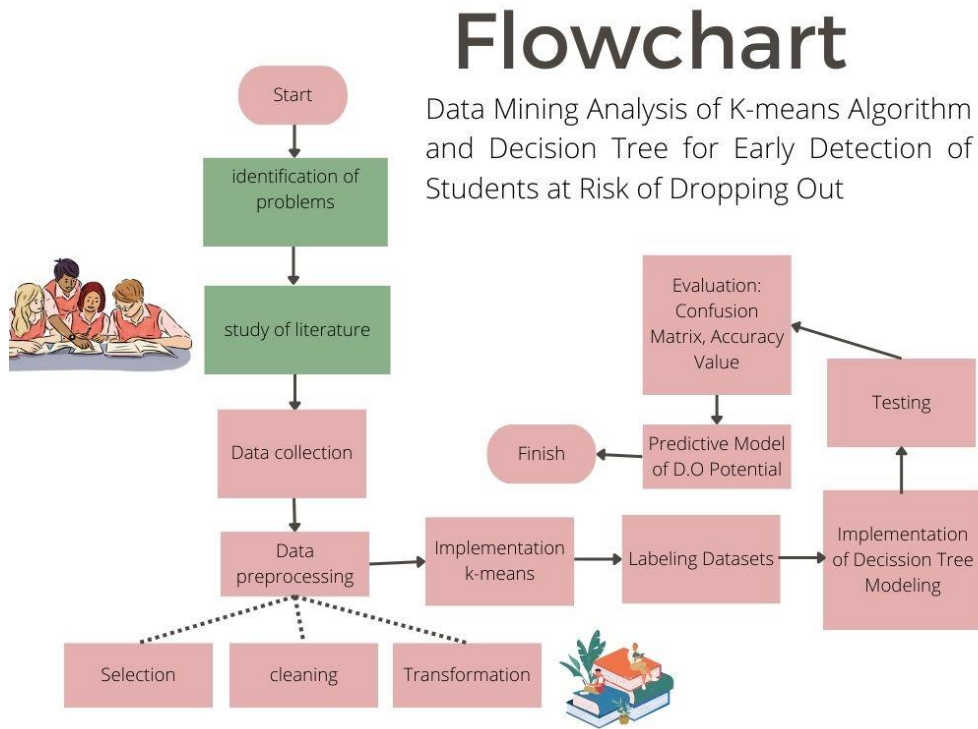 Flowchart
Data Mining Analysis of K-means Algorithm
and Decision Tree for Early Detection of
Students at Risk of Dropping Out
Start
identification of
problems
study of literature
Data collection
Data
preprocessing
Selection
cleaning
Transformation
Implementation
k-means
Labeling Datasets
Implementation
of Decission Tree
Modeling
Testing
Evaluation:
Confusion
Matrix, Accuracy
Value
Predictive Model
of D.O Potential
Finish